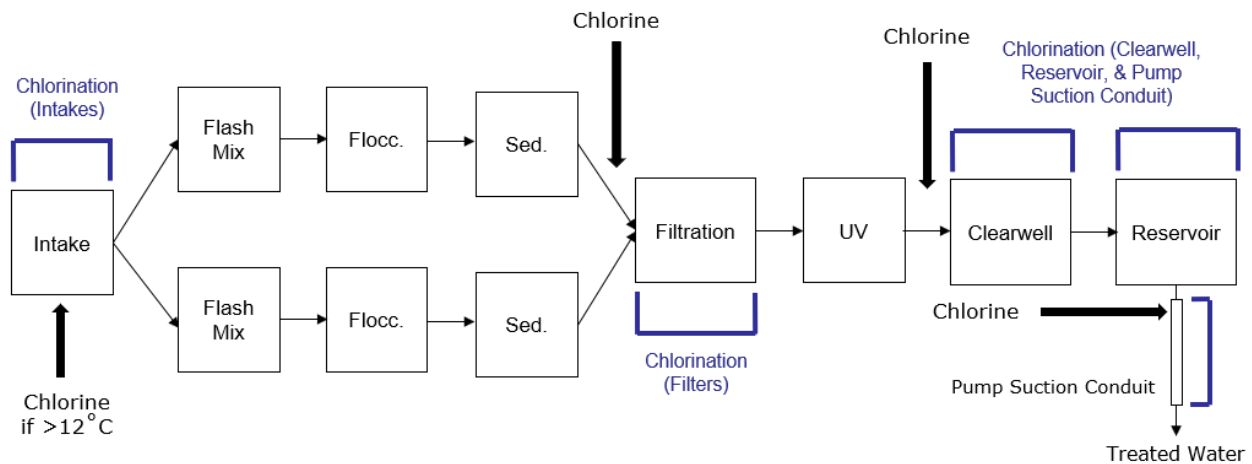 Chlorine
Chlorine
Chlorination (Clearwell,
Reservoir, & Pump
Suction Conduit)
Chlorination
(Intakes)
Flash
Mix
Flocc.
Sed.
Intake
Filtration
UV
Clearwell
Reservoir
Flash
Mix
Flocc.
Sed.
Chlorine
Chlorination
(Filters)
Pump Suction Conduit
Chlorine
if >12°C
Treated Water